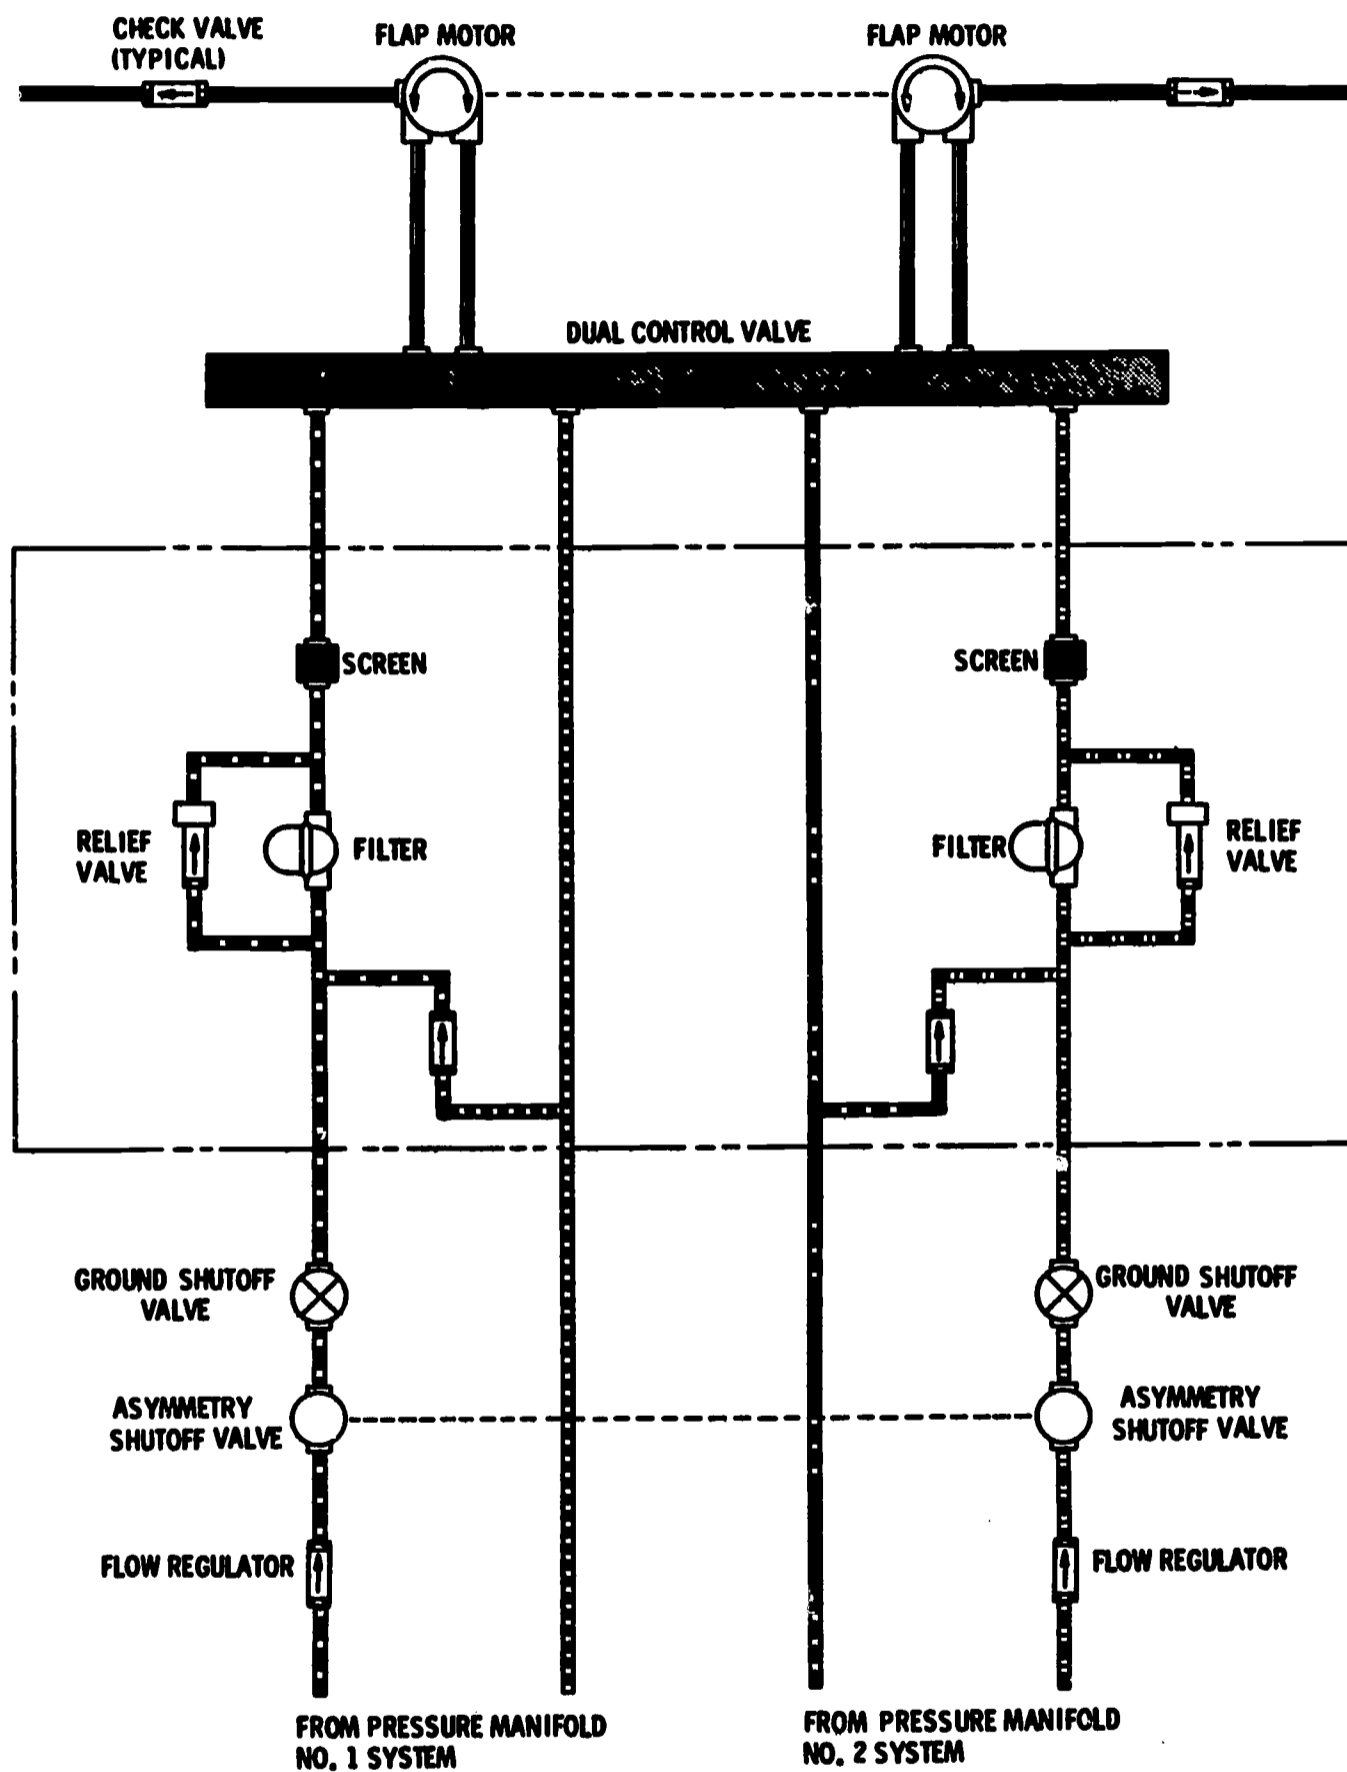 CHECK VALVE
(TYPICAL)
FLAP MOTOR
FLAP MOTOR
DUAL CONTROL VALVE
SCREEN
SCREEN
RELIEF
VALVE
FILTER
FILTER
RELIEF
VALVE
GROUND SHUTOFF
VALVE
GROUND SHUTOFF
VALVE
ASYMMETRY
SHUTOFF VALVE
ASYMMETRY
SHUTOFF VALVE
FLOW REGULATOR
FLOW REGULATOR
FROM PRESSURE MANIFOLD
NO. 1 SYSTEM
FROM PRESSURE MANIFOLD
NO. 2 SYSTEM